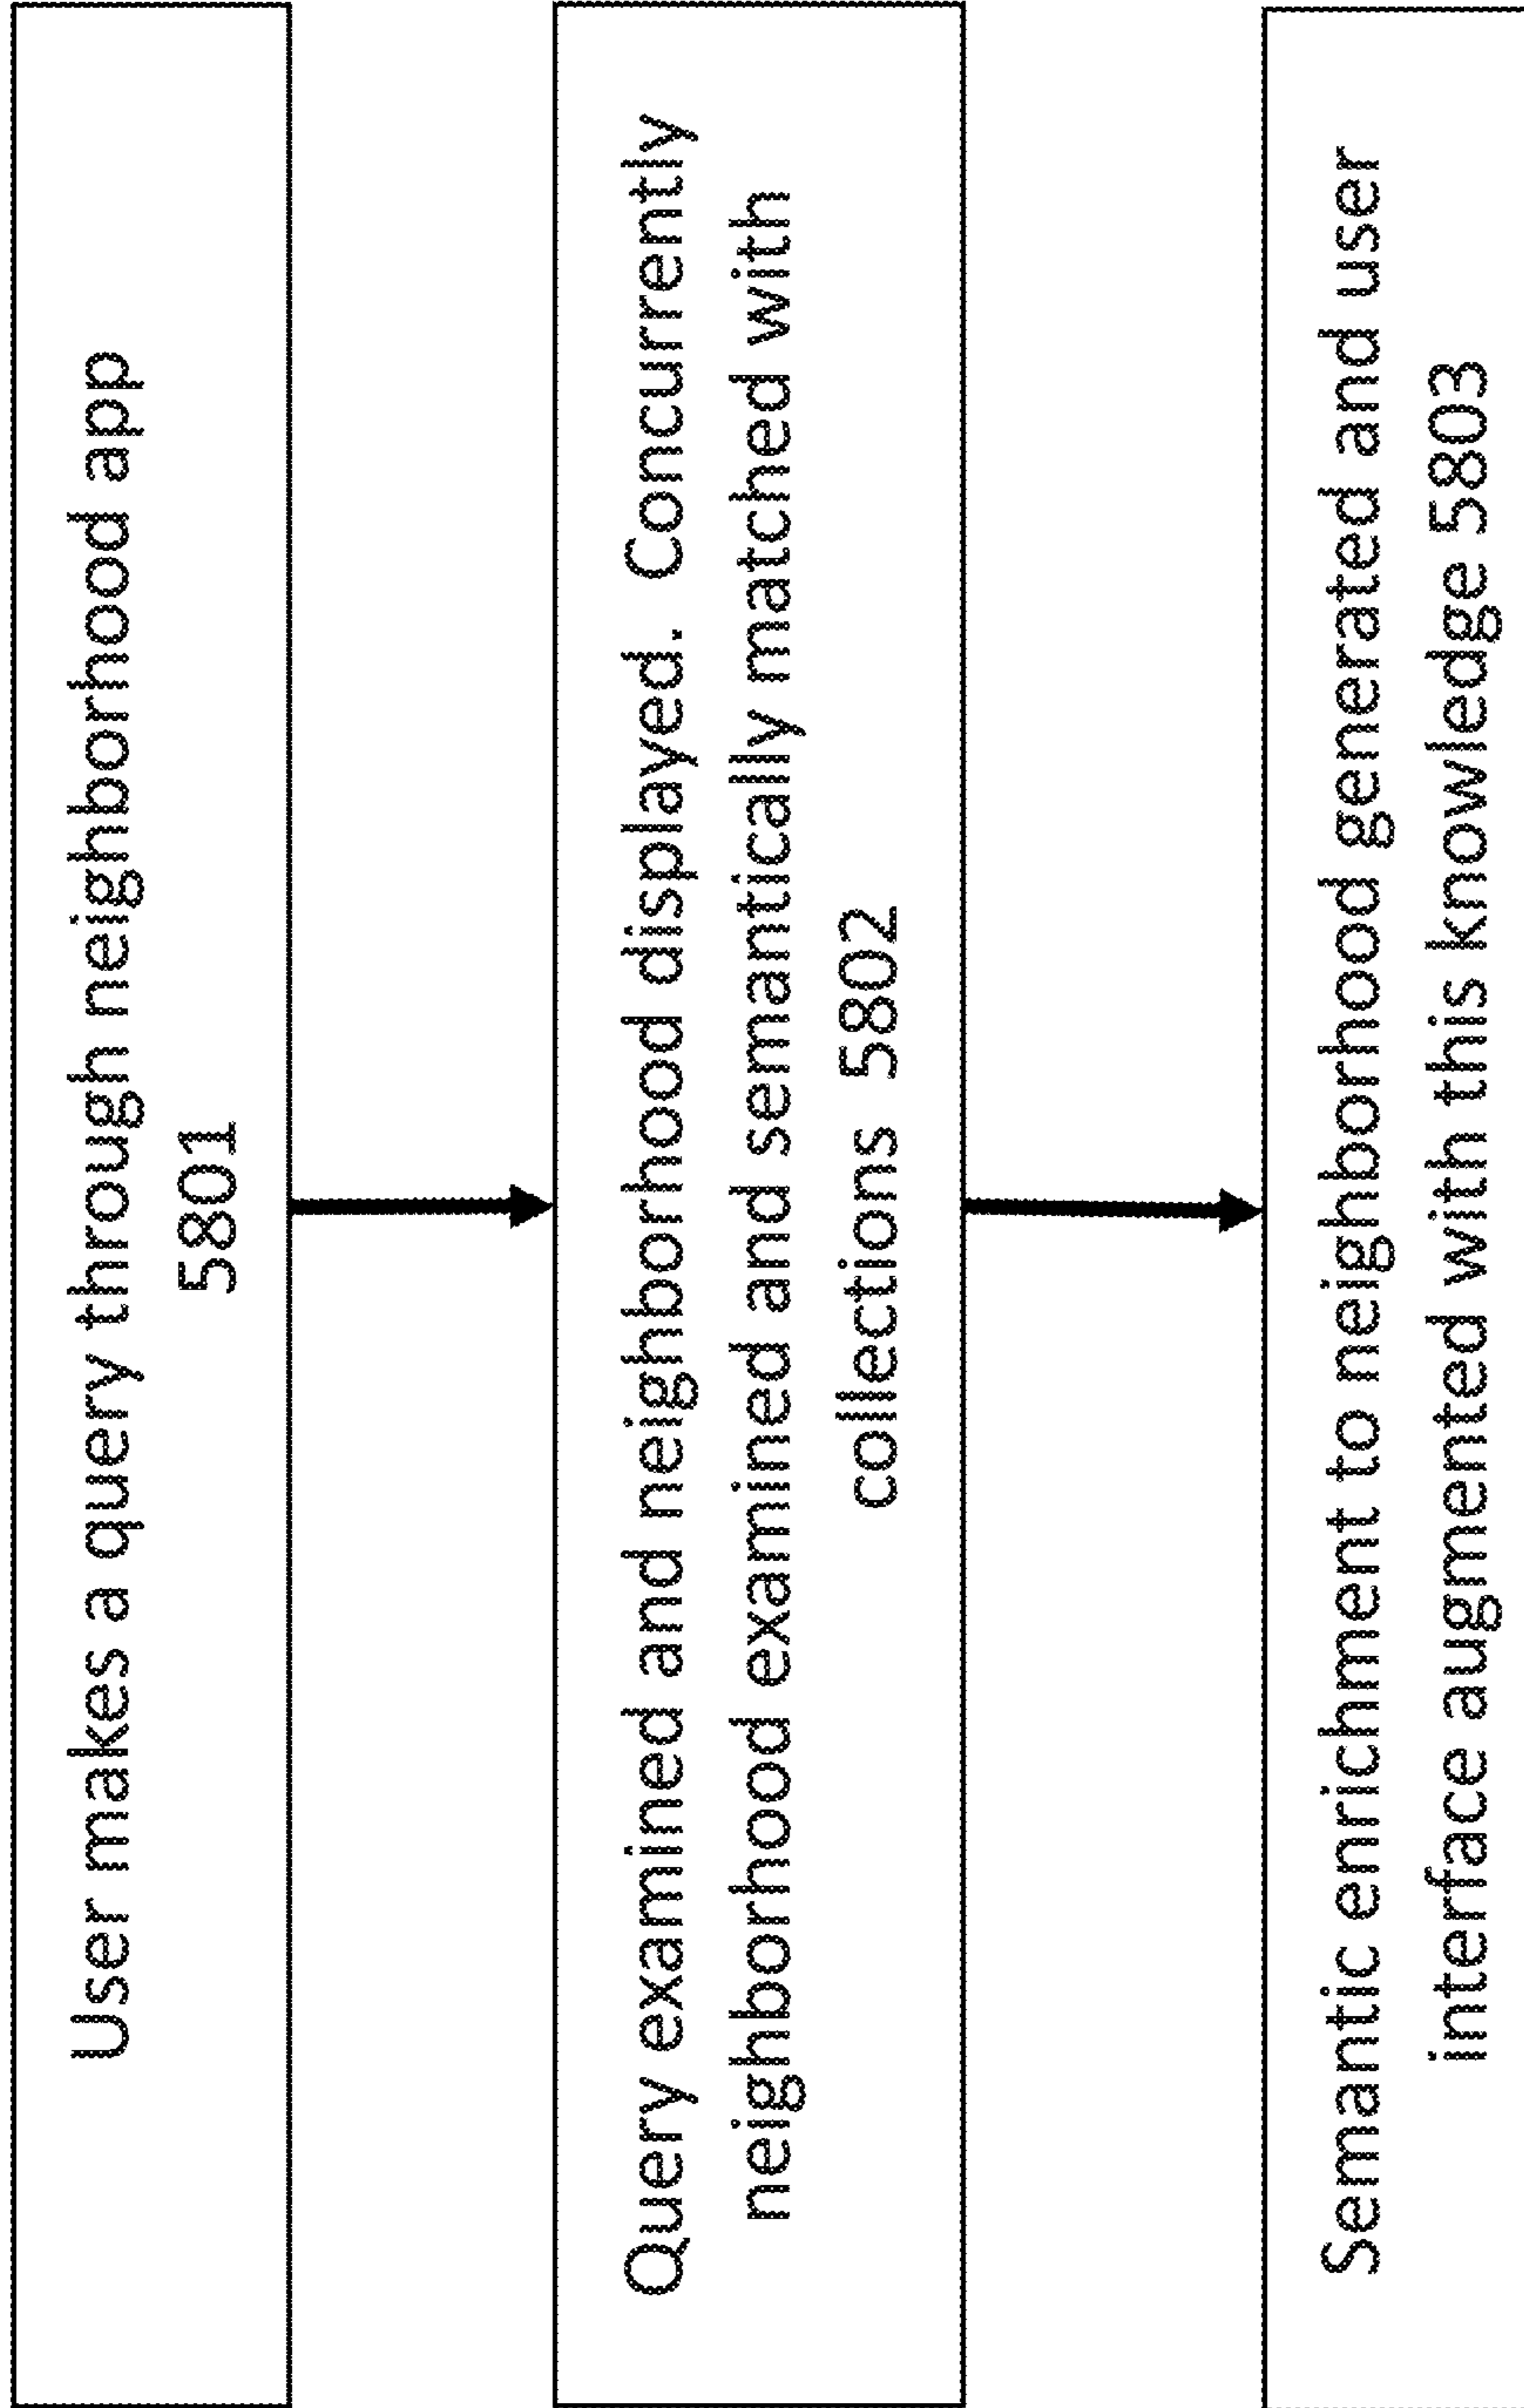 User makes a query through neighborhood app
5801
Query examined and neighborhood displayed. Concurrently
neighborhood examined and semantically matched with
collections 5802
Semantic enrichment to neighborhood generated and user
interface augmented with this knowledge 5803